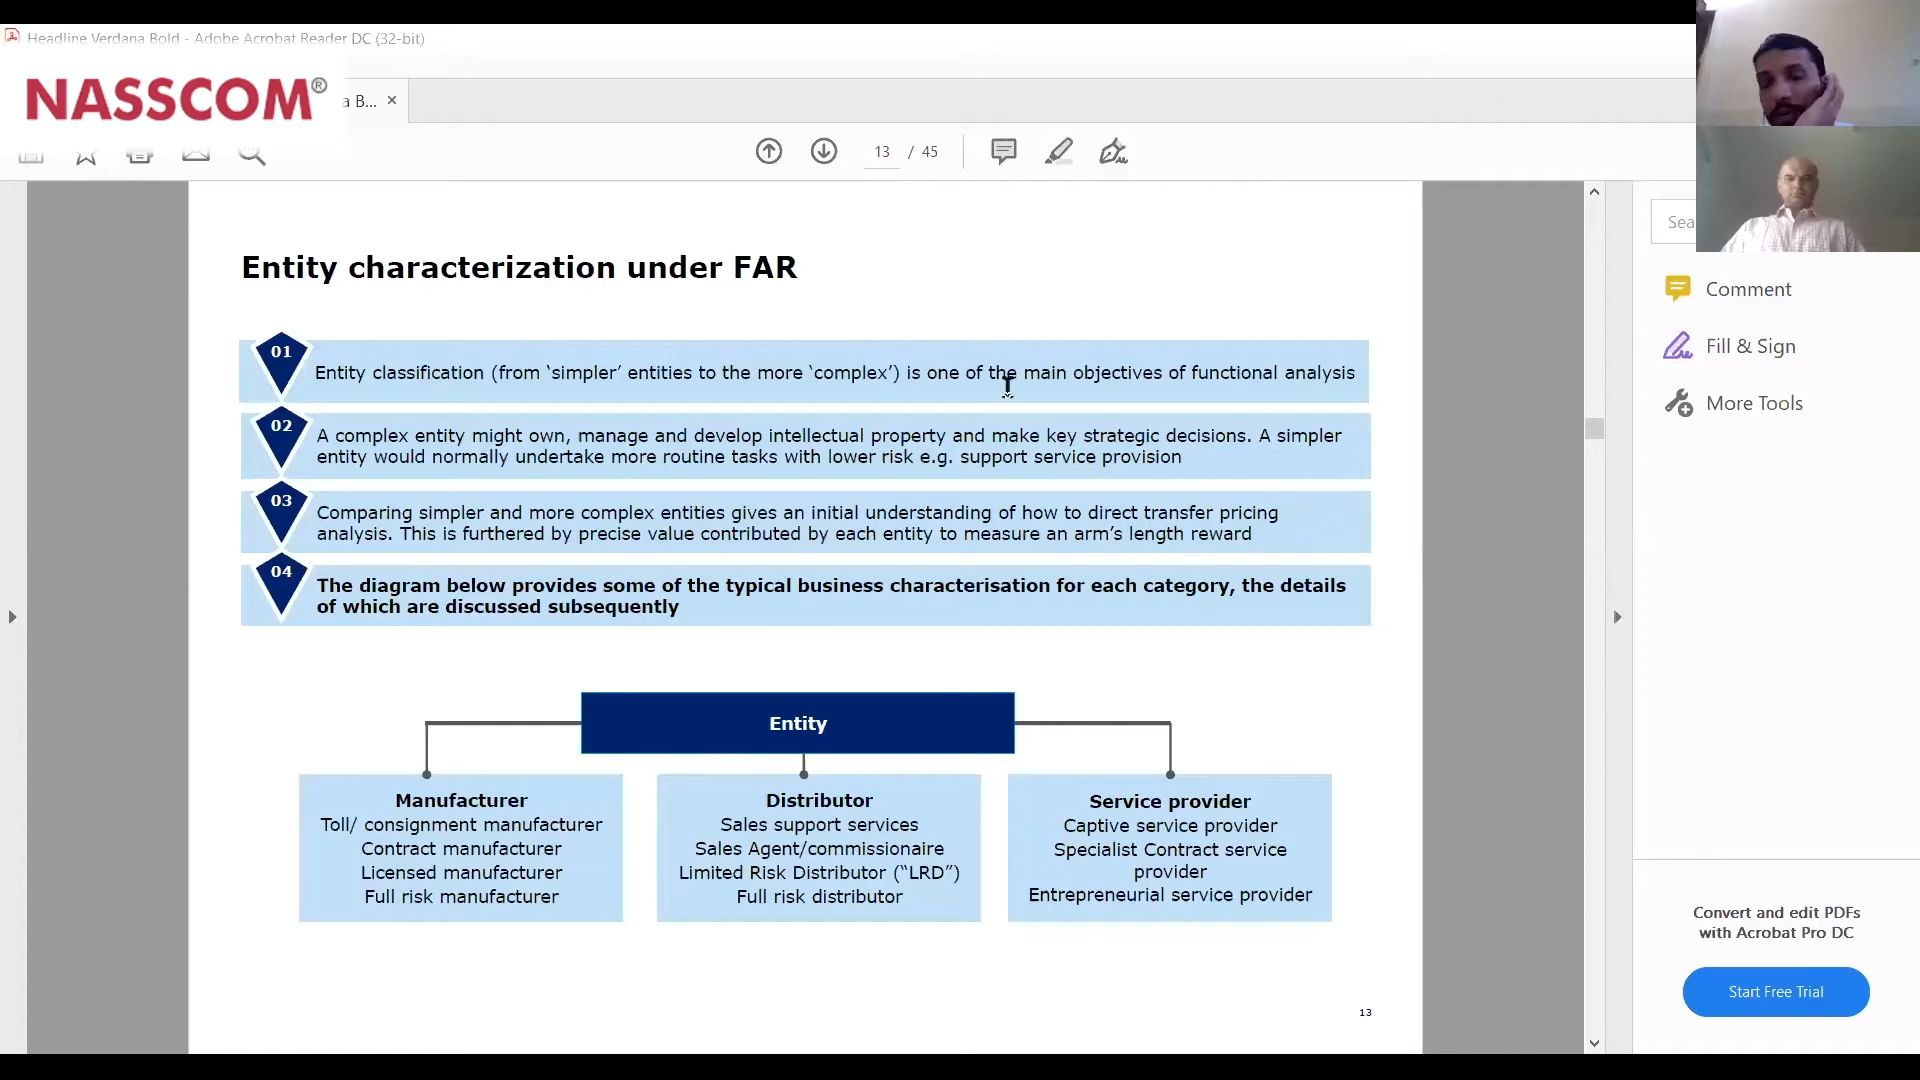 Headline Verdana Bold - Adobe Acrobat Reader DC (32-bit)
NASSCOM®
a B... ×
13 / 45
Sea
Comment
Fill & Sign
More Tools
Convert and edit PDFs
with Acrobat Pro DC
Start Free Trial
Entity characterization under FAR
01
Entity classification (from ‘simpler’ entities to the more ‘complex’) is one of the main objectives of functional analysis
02
A complex entity might own, manage and develop intellectual property and make key strategic decisions. A simpler
entity would normally undertake more routine tasks with lower risk e.g. support service provision
03
Comparing simpler and more complex entities gives an initial understanding of how to direct transfer pricing
analysis. This is furthered by precise value contributed by each entity to measure an arm’s length reward
04
The diagram below provides some of the typical business characterisation for each category, the details
of which are discussed subsequently
Entity
Manufacturer
Toll/ consignment manufacturer
Contract manufacturer
Licensed manufacturer
Full risk manufacturer
Distributor
Sales support services
Sales Agent/commissionaire
Limited Risk Distributor (“LRD”)
Full risk distributor
Service provider
Captive service provider
Specialist Contract service
provider
Entrepreneurial service provider
13